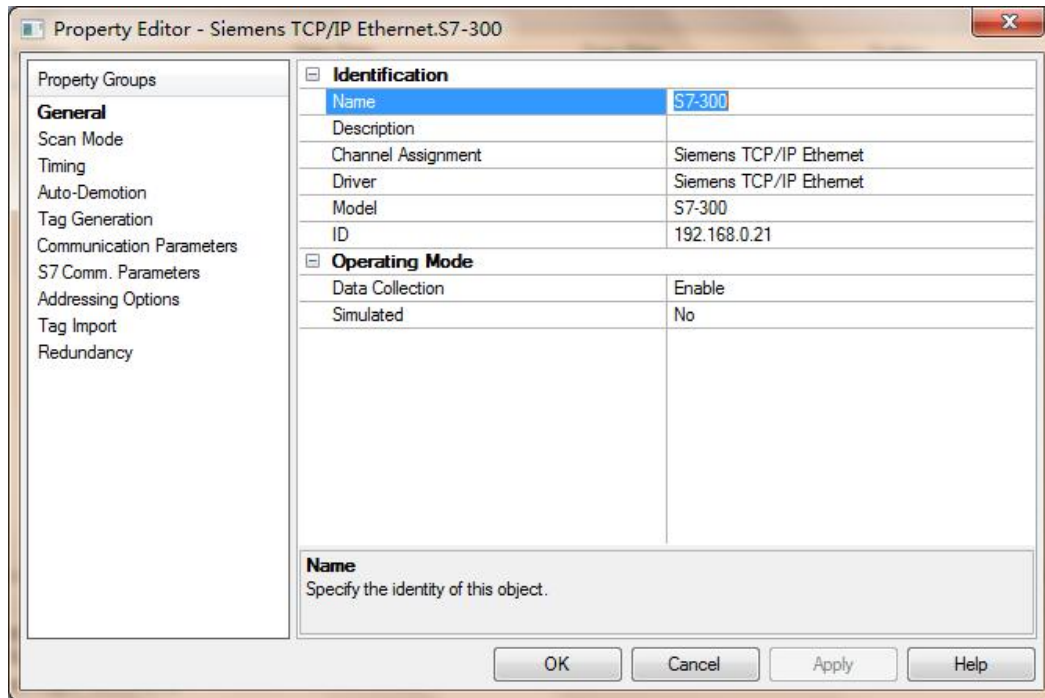 Property Editor - Siemens TCP/IP Ethernet.S7-300
Property Groups
General
Scan Mode
Timing
Auto-Demotion
Tag Generation
Communication Parameters
S7 Comm. Parameters
Addressing Options
Tag Import
Redundancy
Identification
Name S7-300
Description
Channel Assignment Siemens TCP/IP Ethernet
Driver Siemens TCP/IP Ethernet
Model S7-300
ID 192.168.0.21
Operating Mode
Data Collection Enable
Simulated No
Name
Specify the identity of this object.
OK Cancel Apply Help